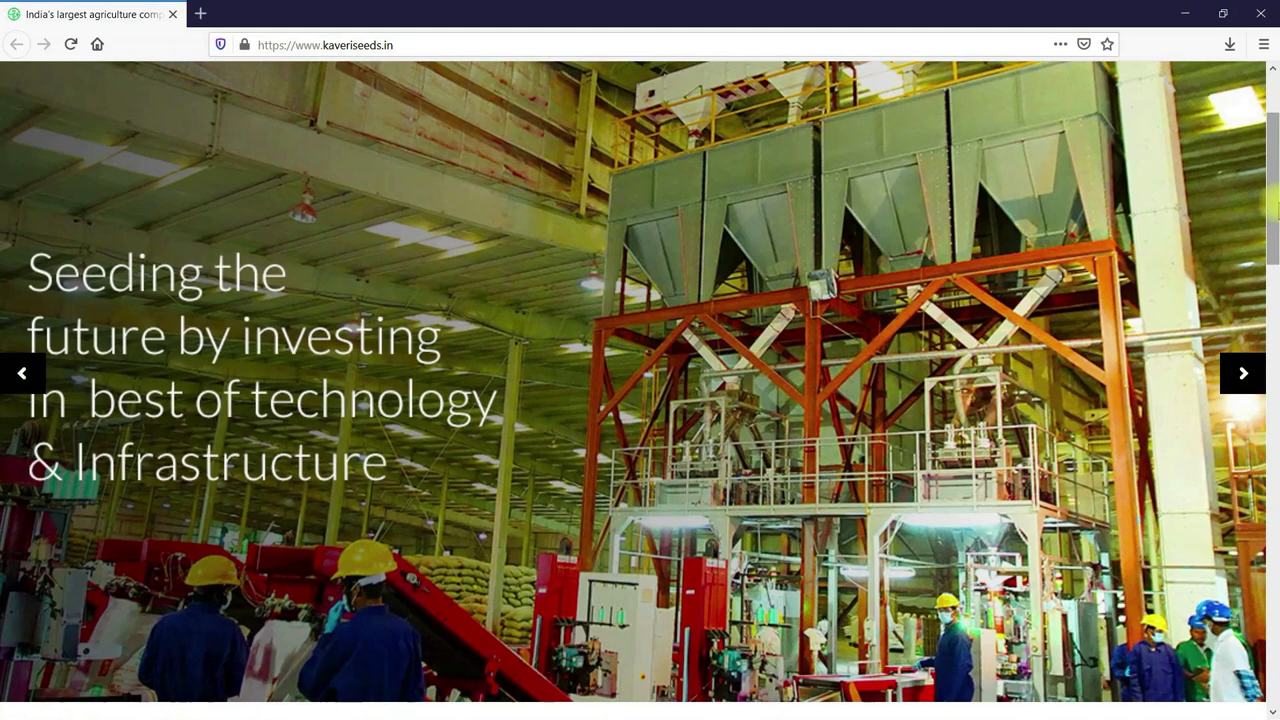 India's largest agriculture comp
https://www.kaveriseeds.in
Seeding the
future by investing
in  best of technology
& Infrastructure